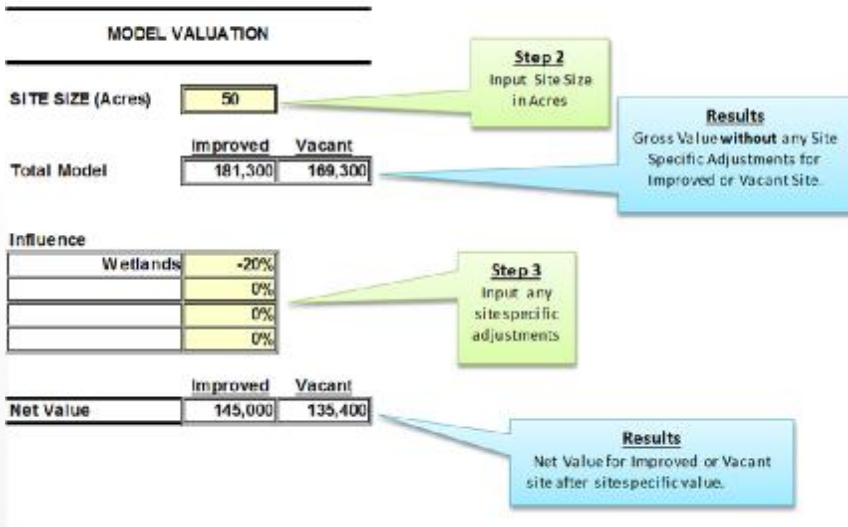 MODEL VALUATION
Step 2
Input Site Size
in Acres
SITE SIZE (Acres) 50
Results
Gross Value without any Site
Specific Adjustments for
Improved or Vacant Site.
Improved Vacant
Total Model 181,300 169,300
Influence
Wetlands -20%
0%
0%
0%
Step 3
Input any
site specific
adjustments
Improved Vacant
Net Value 145,000 135,400
Results
Net Value for Improved or Vacant
site after site specific value.